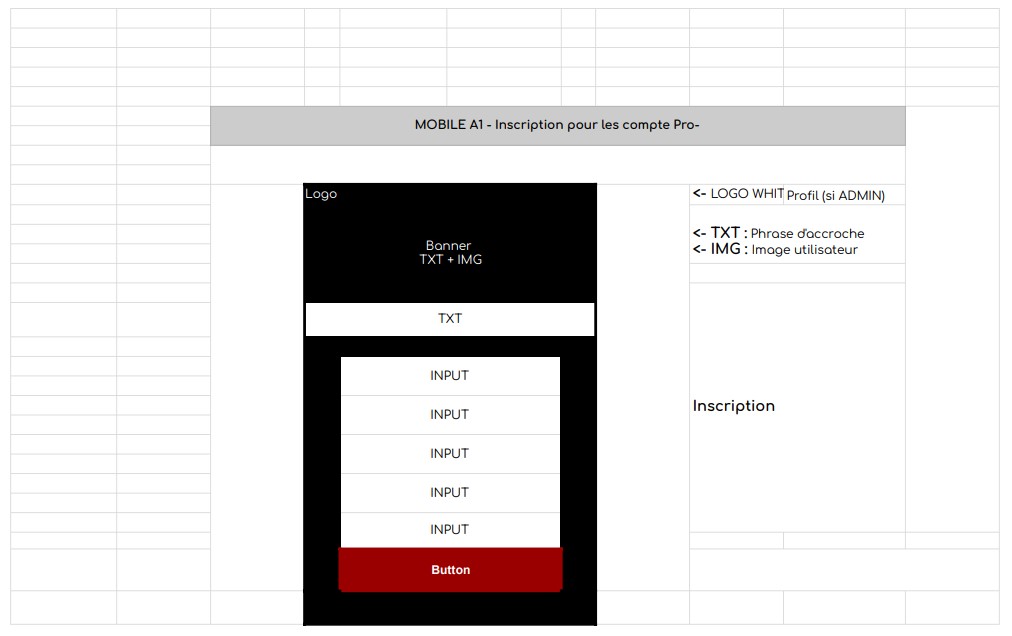 MOBILE A1 - Inscription pour les compte Pro-
Logo
<- LOGO WHIT
Profil (si ADMIN)
Banner
TXT + IMG
<- TXT : Phrase d'accroche
<- IMG : Image utilisateur
TXT
INPUT
INPUT
Inscription
INPUT
INPUT
INPUT
Button